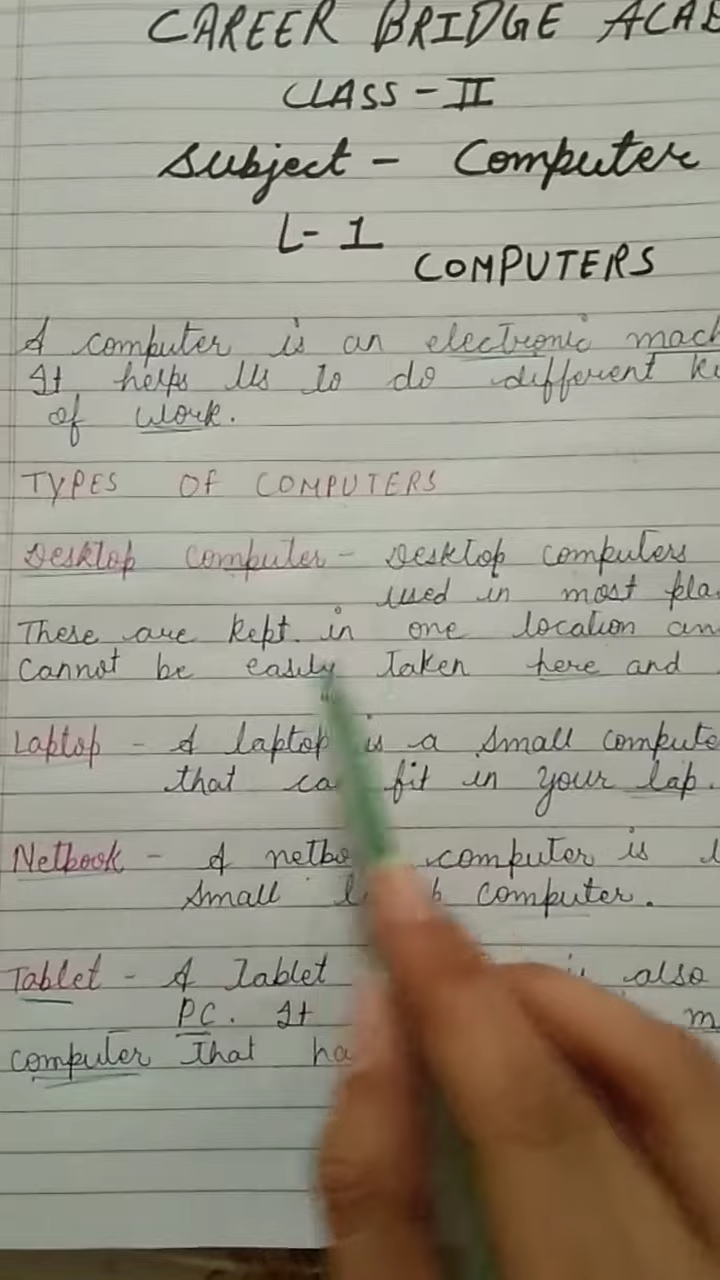 CAREER BRIDGE
CLASS - II
Subject - Computer
L- 1
COMPUTERS
A computer is an electronic
It helps us to do different
of work.
TYPES OF COMPUTERS
Desktop Computer - Desktop computers
used in most
These are kept in one location
cannot be easily taken here and
Laptop - A laptop is a small
that fit in your lap.
Netbook - A computer is
small computer.
Tablet - A Tablet also
PC. It
computer that